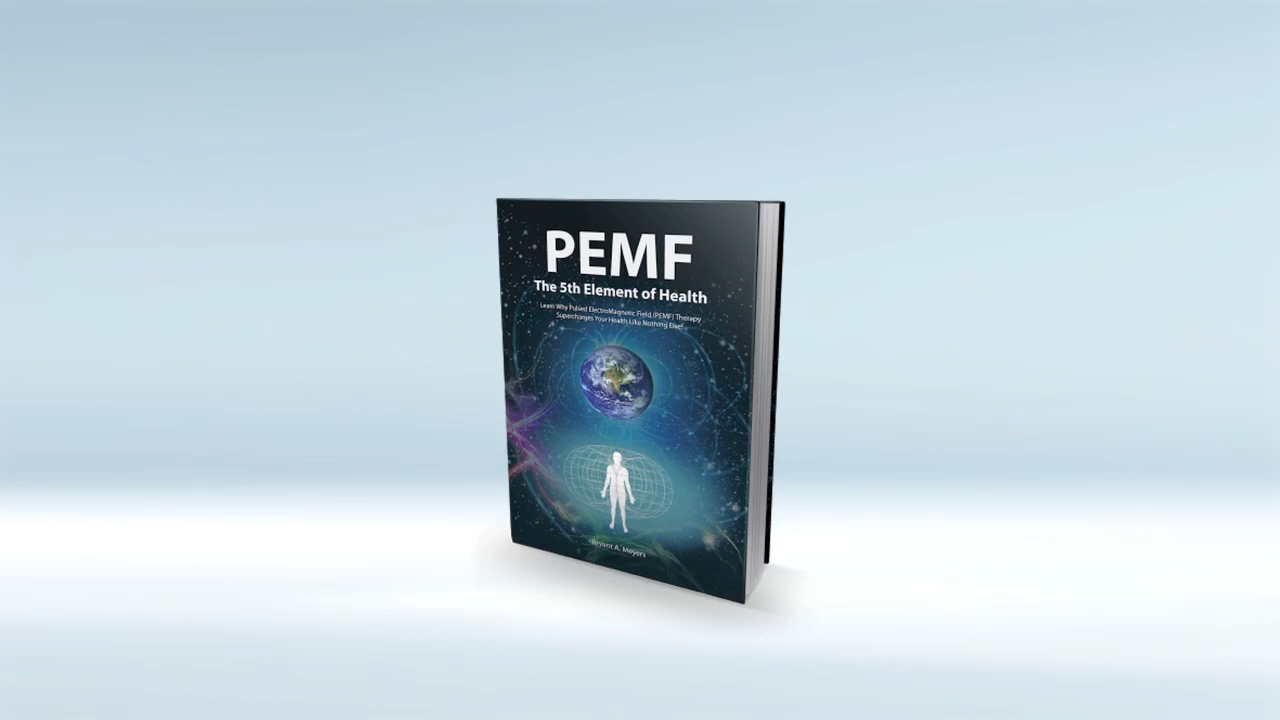 PEMF
The 5th Element of Health
Learn Why Pulsed ElectroMagnetic Field (PEMF) Therapy
Supercharges Your Health Like Nothing Else!
Bryant A. Meyers